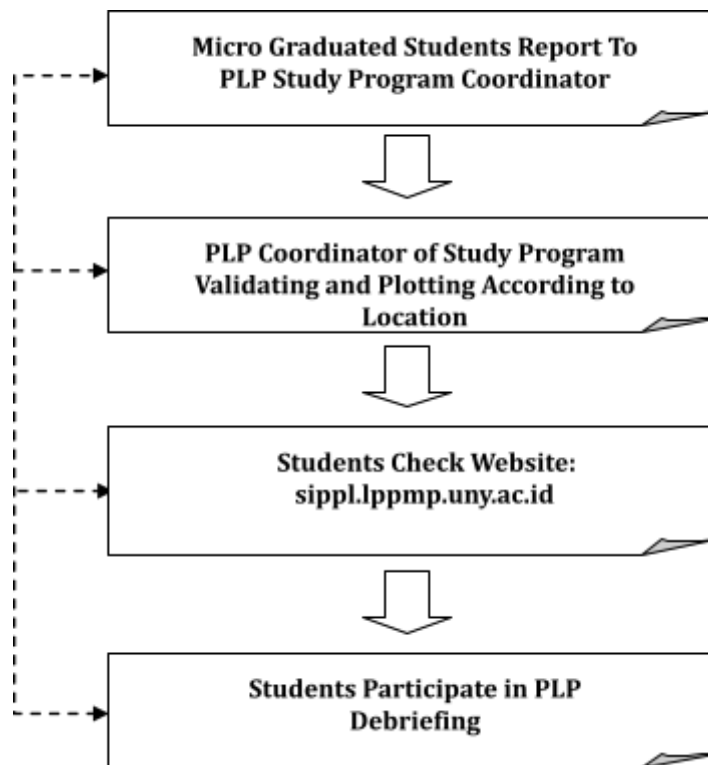 Micro Graduated Students Report To
PLP Study Program Coordinator
PLP Coordinator of Study Program
Validating and Plotting According to
Location
Students Check Website:
sippl.lppmp.uny.ac.id
Students Participate in PLP
Debriefing